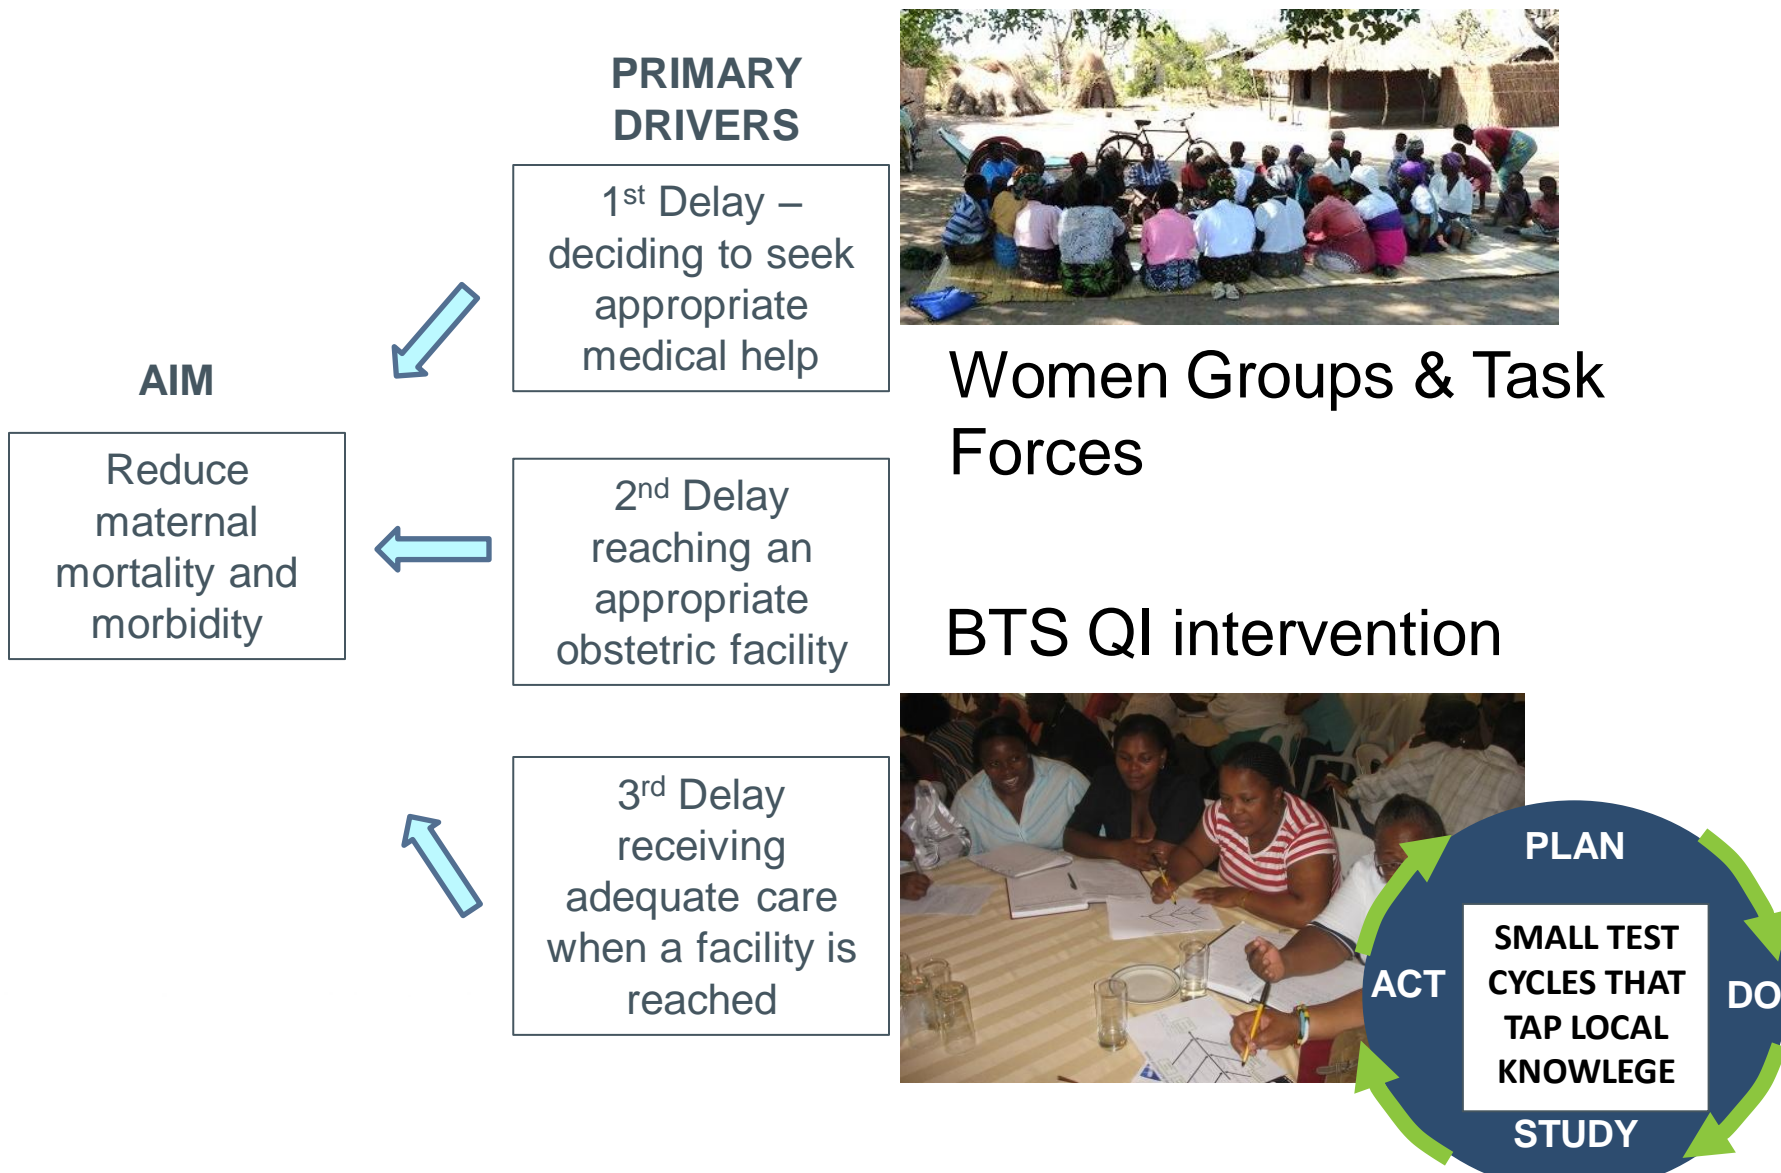 PRIMARY
DRIVERS
1st Delay –
deciding to seek
appropriate
medical help
AIM
Reduce
maternal
mortality and
morbidity
2nd Delay
reaching an
appropriate
obstetric facility
3rd Delay
receiving
adequate care
when a facility is
reached
Women Groups & Task
Forces
BTS QI intervention
PLAN
DO
STUDY
ACT
SMALL TEST
CYCLES THAT
TAP LOCAL
KNOWLEGE